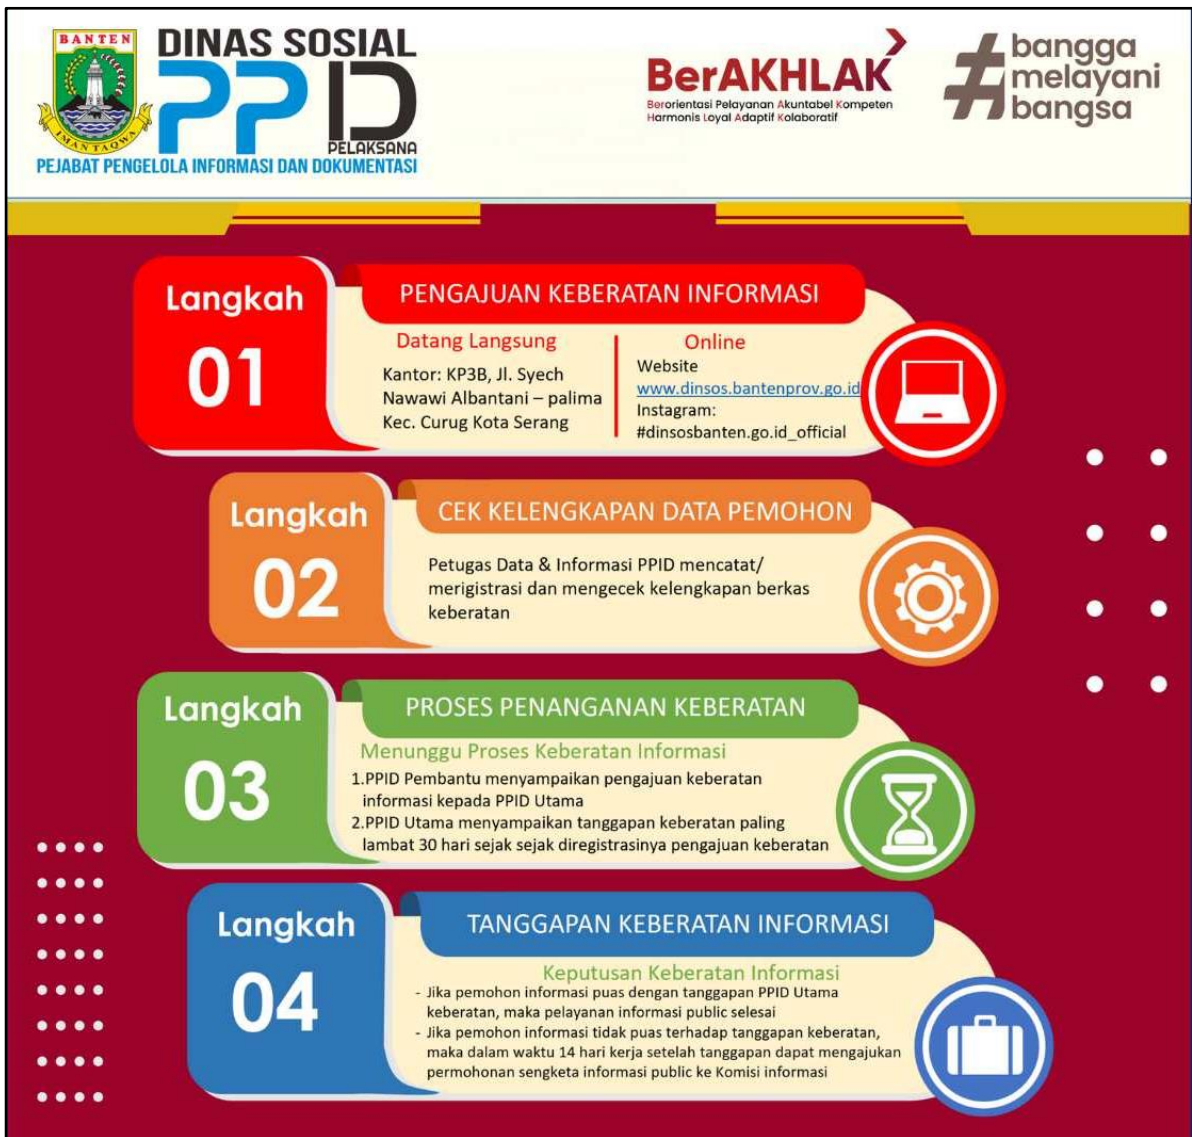 BANTEN
IMAN TAQWA
DINAS SOSIAL
PPID
PELAKSANA
PEJABAT PENGELOLA INFORMASI DAN DOKUMENTASI
BerAKHLAK
Berorientasi Pelayanan Akuntabel Kompeten
Harmonis Loyal Adaptif Kolaboratif
#bangga
melayani
bangsa
Langkah
01
PENGAJUAN KEBERATAN INFORMASI
Datang Langsung
Kantor: KP3B, Jl. Syech
Nawawi Albantani – palima
Kec. Curug Kota Serang
Online
Website
www.dinsos.bantenprov.go.id
Instagram:
#dinsosbanten.go.id_official
Langkah
02
CEK KELENGKAPAN DATA PEMOHON
Petugas Data & Informasi PPID mencatat/
merigistrasi dan mengecek kelengkapan berkas
keberatan
Langkah
03
PROSES PENANGANAN KEBERATAN
Menunggu Proses Keberatan Informasi
1.PPID Pembantu menyampaikan pengajuan keberatan
informasi kepada PPID Utama
2.PPID Utama menyampaikan tanggapan keberatan paling
lambat 30 hari sejak sejak diregistrasinya pengajuan keberatan
Langkah
04
TANGGAPAN KEBERATAN INFORMASI
Keputusan Keberatan Informasi
- Jika pemohon informasi puas dengan tanggapan PPID Utama
keberatan, maka pelayanan informasi public selesai
- Jika pemohon informasi tidak puas terhadap tanggapan keberatan,
maka dalam waktu 14 hari kerja setelah tanggapan dapat mengajukan
permohonan sengketa informasi public ke Komisi informasi